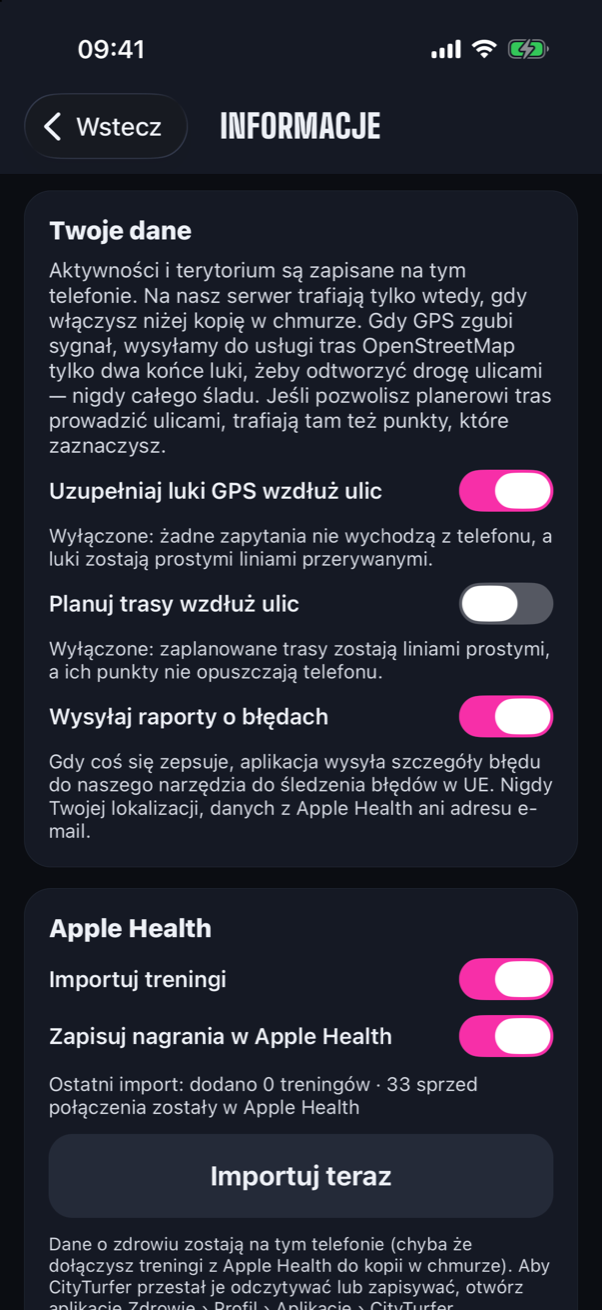 09:41
Wstecz
INFORMACJE
Twoje dane
Aktywności i terytorium są zapisane na tym
telefonie. Na nasz serwer trafiają tylko wtedy, gdy
włączysz niżej kopię w chmurze. Gdy GPS zgubi
sygnał, wysyłamy do usługi tras OpenStreetMap
tylko dwa końce luki, żeby odtworzyć drogę ulicami
— nigdy całego śladu. Jeśli pozwolisz planerowi tras
prowadzić ulicami, trafiają tam też punkty, które
zaznaczysz.
Uzupełniaj luki GPS wzdłuż ulic
Wyłączone: żadne zapytania nie wychodzą z telefonu, a
luki zostają prostymi liniami przerywanymi.
Planuj trasy wzdłuż ulic
Wyłączone: zaplanowane trasy zostają liniami prostymi,
a ich punkty nie opuszczają telefonu.
Wysyłaj raporty o błędach
Gdy coś się zepsuje, aplikacja wysyła szczegóły błędu
do naszego narzędzia do śledzenia błędów w UE. Nigdy
Twojej lokalizacji, danych z Apple Health ani adresu e-
mail.
Apple Health
Importuj treningi
Zapisuj nagrania w Apple Health
Ostatni import: dodano 0 treningów · 33 sprzed
połączenia zostały w Apple Health
Importuj teraz
Dane o zdrowiu zostają na tym telefonie (chyba że
dołączysz treningi z Apple Health do kopii w chmurze). Aby
CityTurfer przestał je odczytywać lub zapisywać, otwórz
aplikację Zdrowie › Profil › Aplikacje › CityTurfer